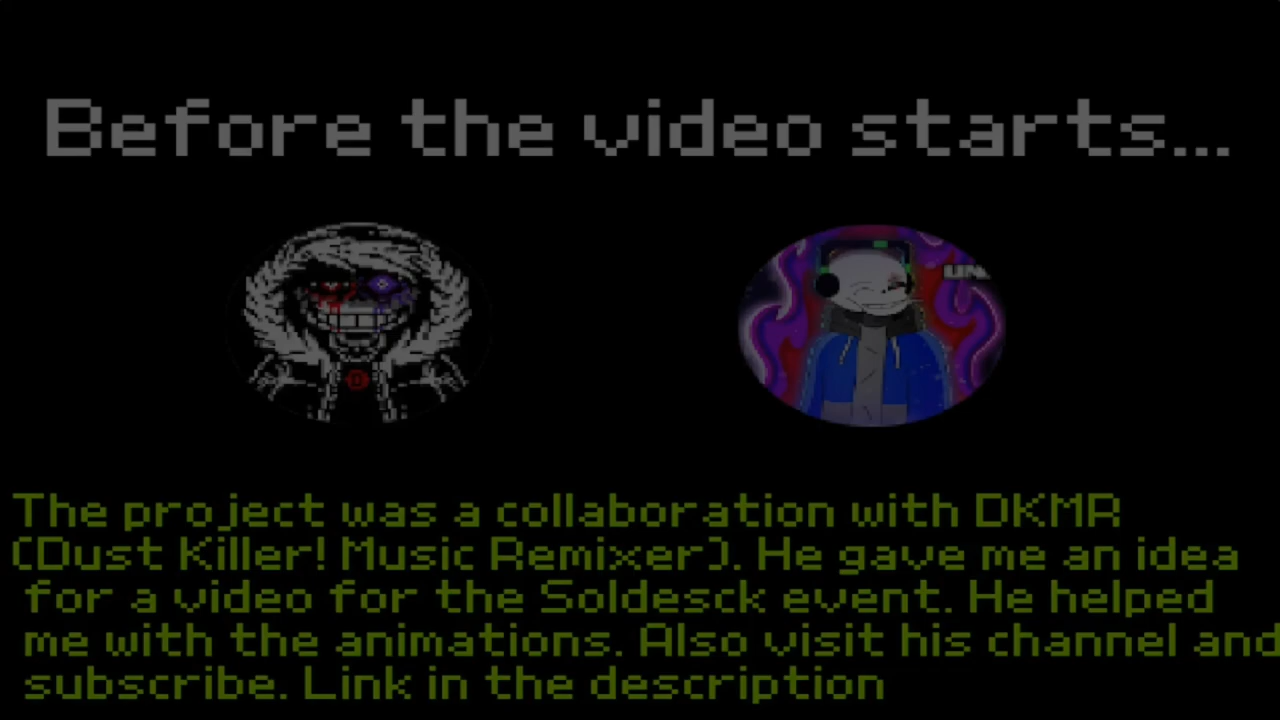 Before the video starts...
The project was a collaboration with DKMR
(Dust Killer! Music Remixer). He gave me an idea
for a video for the Soldesck event. He helped
me with the animations. Also visit his channel and
subscribe. Link in the description